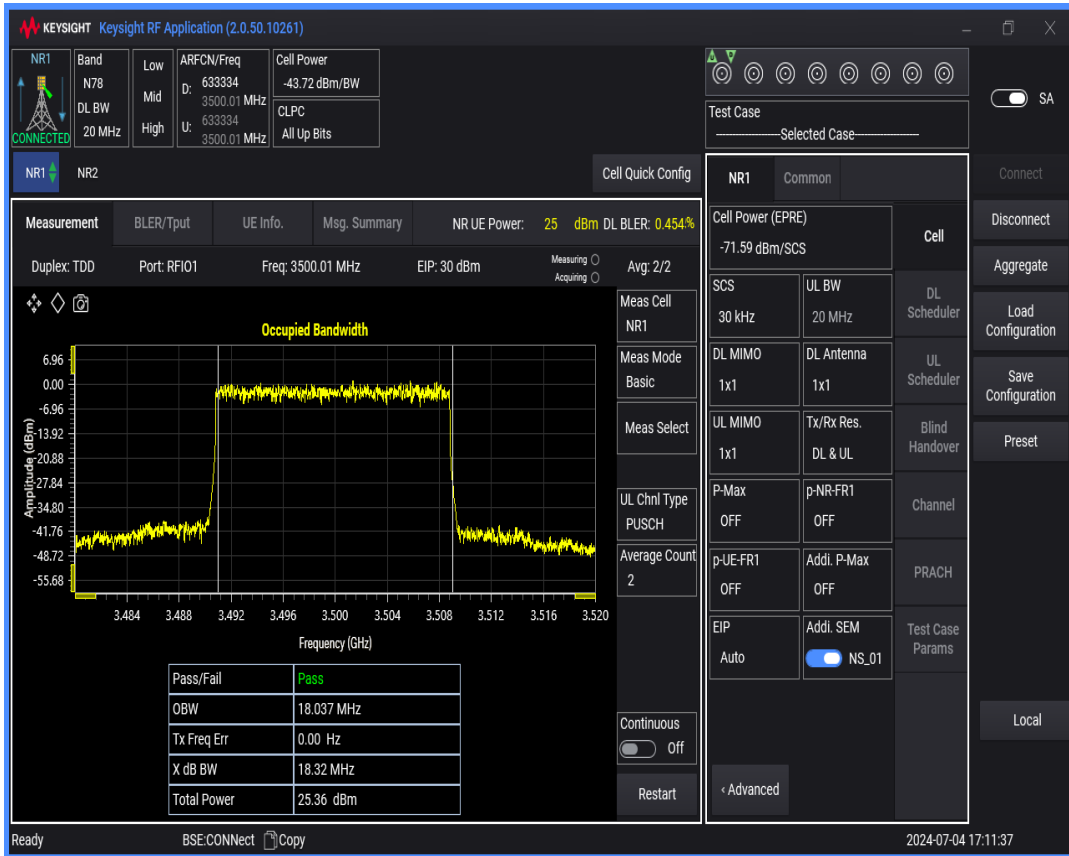 KEYSIGHT Keysight RF Application (2.0.50.10261)
NR1
CONNECTED
Band
N78
DL BW
20 MHz
Low
Mid
High
ARFCN/Freq
D: 633334
3500.01 MHz
U: 633334
3500.01 MHz
Cell Power
-43.72 dBm/BW
CLPC
All Up Bits
Test Case
--------------------Selected Case--------------------
SA
NR1
NR2
Cell Quick Config
NR1
Common
Connect
Measurement
BLER/Tput
UE Info.
Msg. Summary
NR UE Power: 25 dBm DL BLER: 0.454%
Duplex: TDD
Port: RFIO1
Freq: 3500.01 MHz
EIP: 30 dBm
Measuring
Acquiring
Avg: 2/2
Occupied Bandwidth
Amplitude (dBm)
6.96
0.00
-6.96
-13.92
-20.88
-27.84
-34.80
-41.76
-48.72
-55.68
3.484 3.488 3.492 3.496 3.500 3.504 3.508 3.512 3.516 3.520
Frequency (GHz)
Pass/Fail Pass
OBW 18.037 MHz
Tx Freq Err 0.00 Hz
X dB BW 18.32 MHz
Total Power 25.36 dBm
Meas Cell
NR1
Meas Mode
Basic
Meas Select
UL Chnl Type
PUSCH
Average Count
2
Continuous
Off
Restart
Cell Power (EPRE)
-71.59 dBm/SCS
SCS
30 kHz
UL BW
20 MHz
DL MIMO
1x1
DL Antenna
1x1
UL MIMO
1x1
Tx/Rx Res.
DL & UL
P-Max
OFF
p-NR-FR1
OFF
p-UE-FR1
OFF
Addi. P-Max
OFF
EIP
Auto
Addi. SEM
NS_01
‹ Advanced
Cell
DL
Scheduler
UL
Scheduler
Blind
Handover
Channel
PRACH
Test Case
Params
Disconnect
Aggregate
Load
Configuration
Save
Configuration
Preset
Local
Ready
BSE:CONNect
Copy
2024-07-04 17:11:37